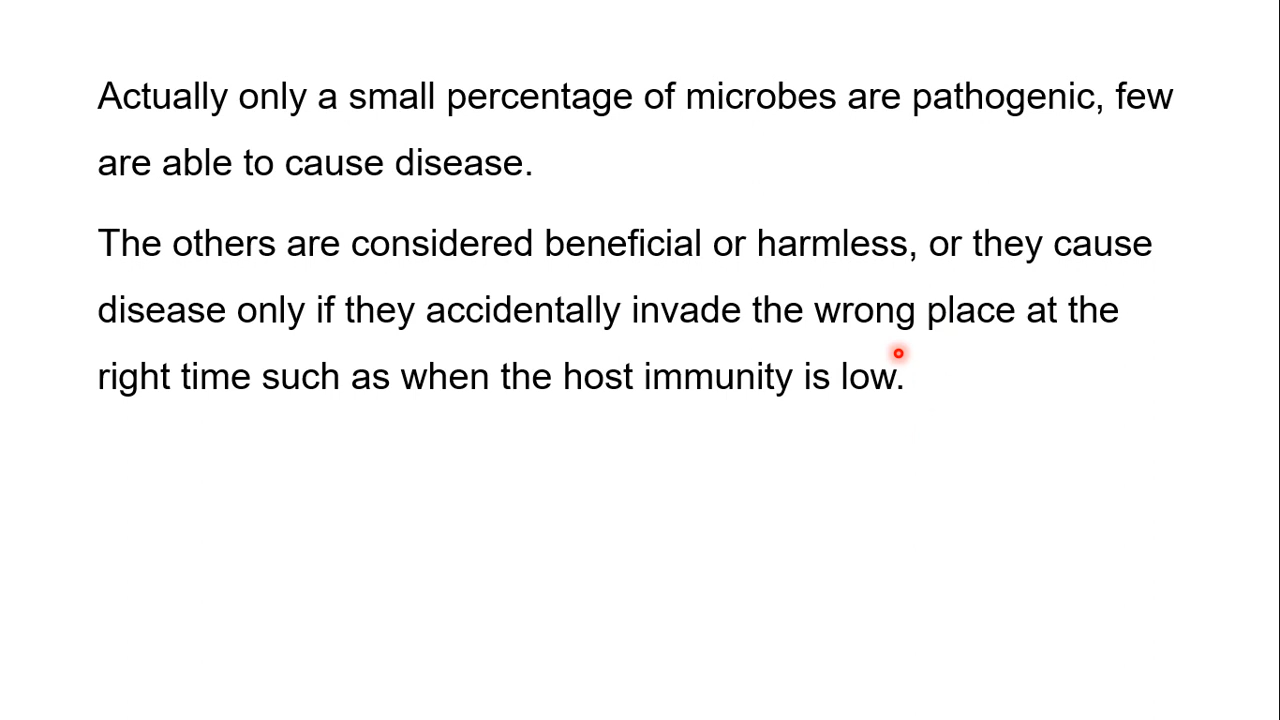 Actually only a small percentage of microbes are pathogenic, few
are able to cause disease.
The others are considered beneficial or harmless, or they cause
disease only if they accidentally invade the wrong place at the
right time such as when the host immunity is low.